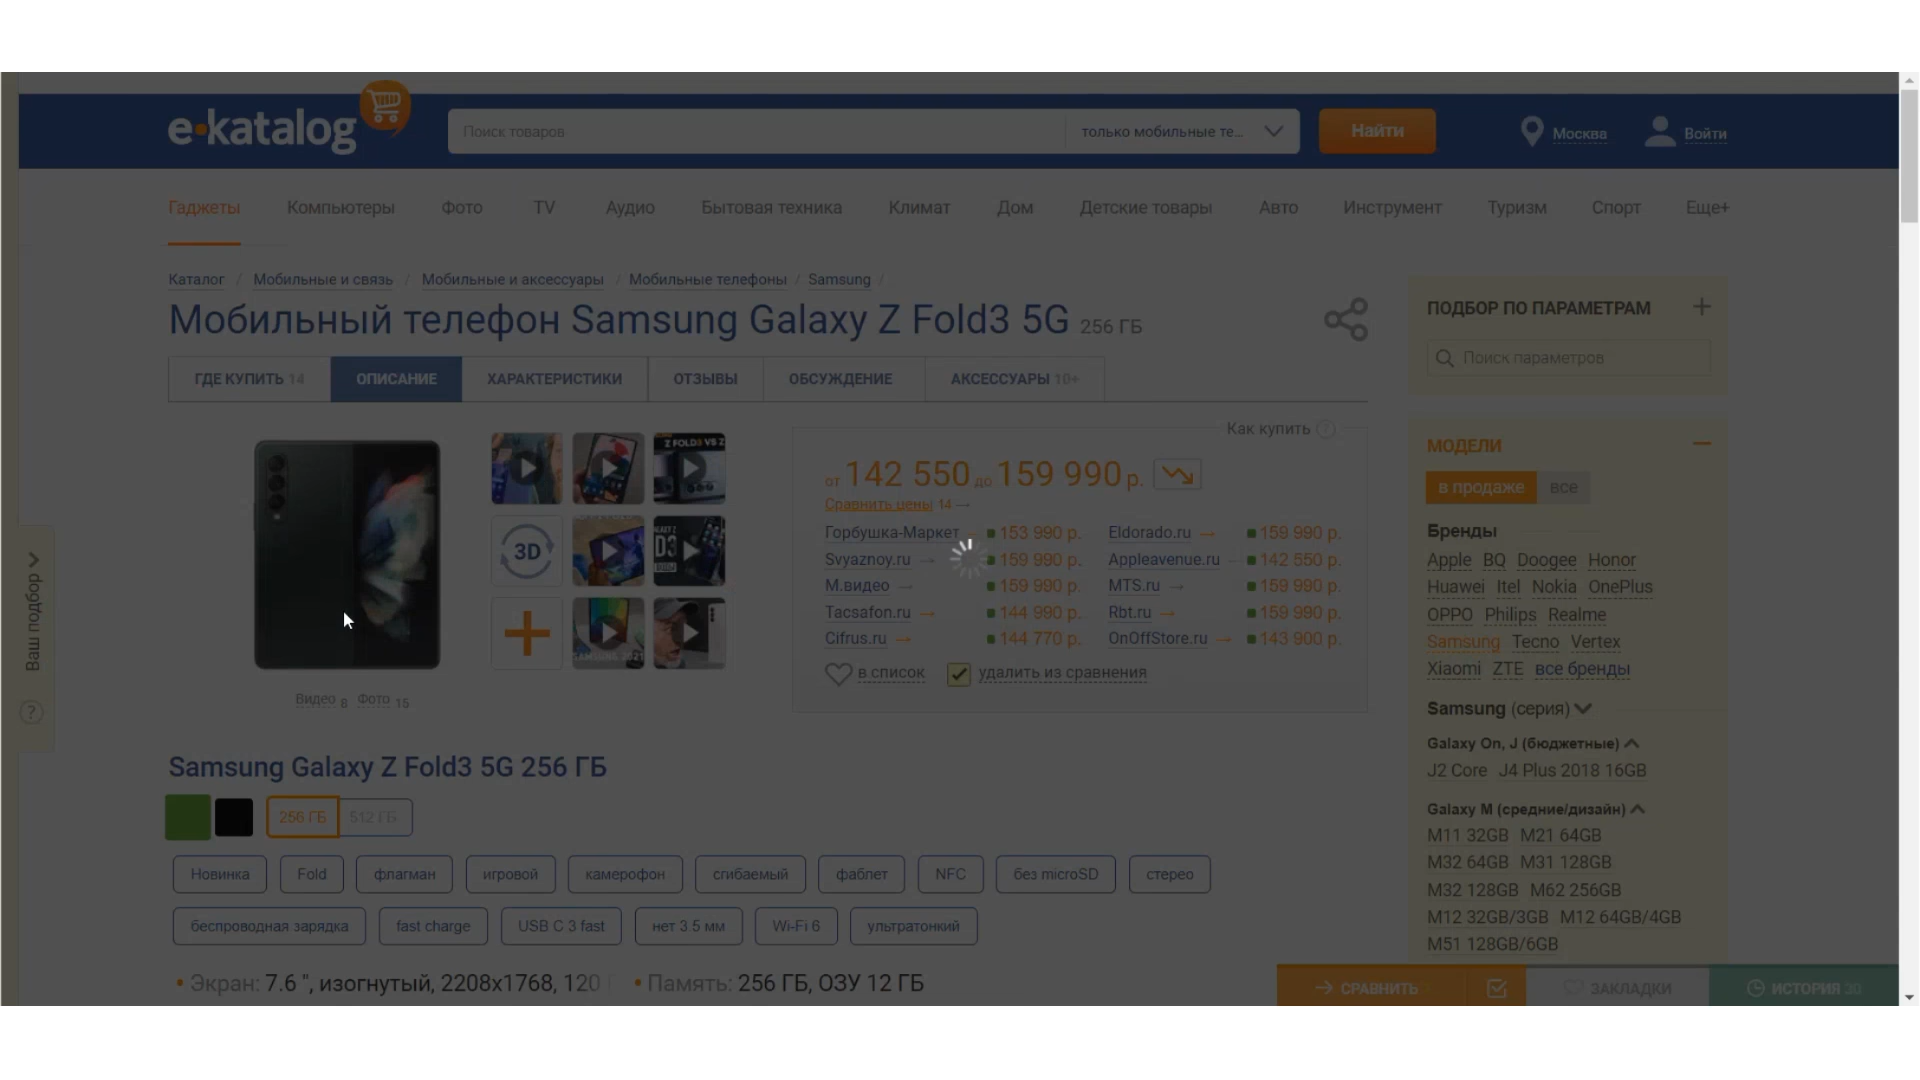 e-katalog
Поиск товаров
только мобильные те...
Найти
Москва
Войти
Гаджеты Компьютеры Фото TV Аудио Бытовая техника Климат Дом Детские товары Авто Инструмент Туризм Спорт Еще+
Каталог / Мобильные и связь / Мобильные и аксессуары / Мобильные телефоны / Samsung /
Мобильный телефон Samsung Galaxy Z Fold3 5G 256 ГБ
ГДЕ КУПИТЬ 14 ОПИСАНИЕ ХАРАКТЕРИСТИКИ ОТЗЫВЫ ОБСУЖДЕНИЕ АКСЕССУАРЫ 10+
Z FOLD3 VS Z
3D
D3
SAMSUNG 2021
Видео 8 Фото 15
Как купить ?
от 142 550 до 159 990 р.
Сравнить цены 14 →
Горбушка-Маркет → 153 990 р. Eldorado.ru → 159 990 р.
Svyaznoy.ru → 159 990 р. Appleavenue.ru → 142 550 р.
М.видео → 159 990 р. MTS.ru → 159 990 р.
Tacsafon.ru → 144 990 р. Rbt.ru → 159 990 р.
Cifrus.ru → 144 770 р. OnOffStore.ru → 143 900 р.
в список удалить из сравнения
Ваш подбор
?
Samsung Galaxy Z Fold3 5G 256 ГБ
256 ГБ 512 ГБ
Новинка Fold флагман игровой камерофон сгибаемый фаблет NFC без microSD стерео
беспроводная зарядка fast charge USB C 3 fast нет 3.5 мм Wi-Fi 6 ультратонкий
• Экран: 7.6 ", изогнутый, 2208x1768, 120
• Память: 256 ГБ, ОЗУ 12 ГБ
ПОДБОР ПО ПАРАМЕТРАМ +
Поиск параметров
МОДЕЛИ
в продаже все
Бренды
Apple BQ Doogee Honor
Huawei Itel Nokia OnePlus
OPPO Philips Realme
Samsung Tecno Vertex
Xiaomi ZTE все бренды
Samsung (серия)
Galaxy On, J (бюджетные)
J2 Core J4 Plus 2018 16GB
Galaxy M (средние/дизайн)
M11 32GB M21 64GB
M32 64GB M31 128GB
M32 128GB M62 256GB
M12 32GB/3GB M12 64GB/4GB
M51 128GB/6GB
СРАВНИТЬ
ЗАКЛАДКИ
ИСТОРИЯ 20